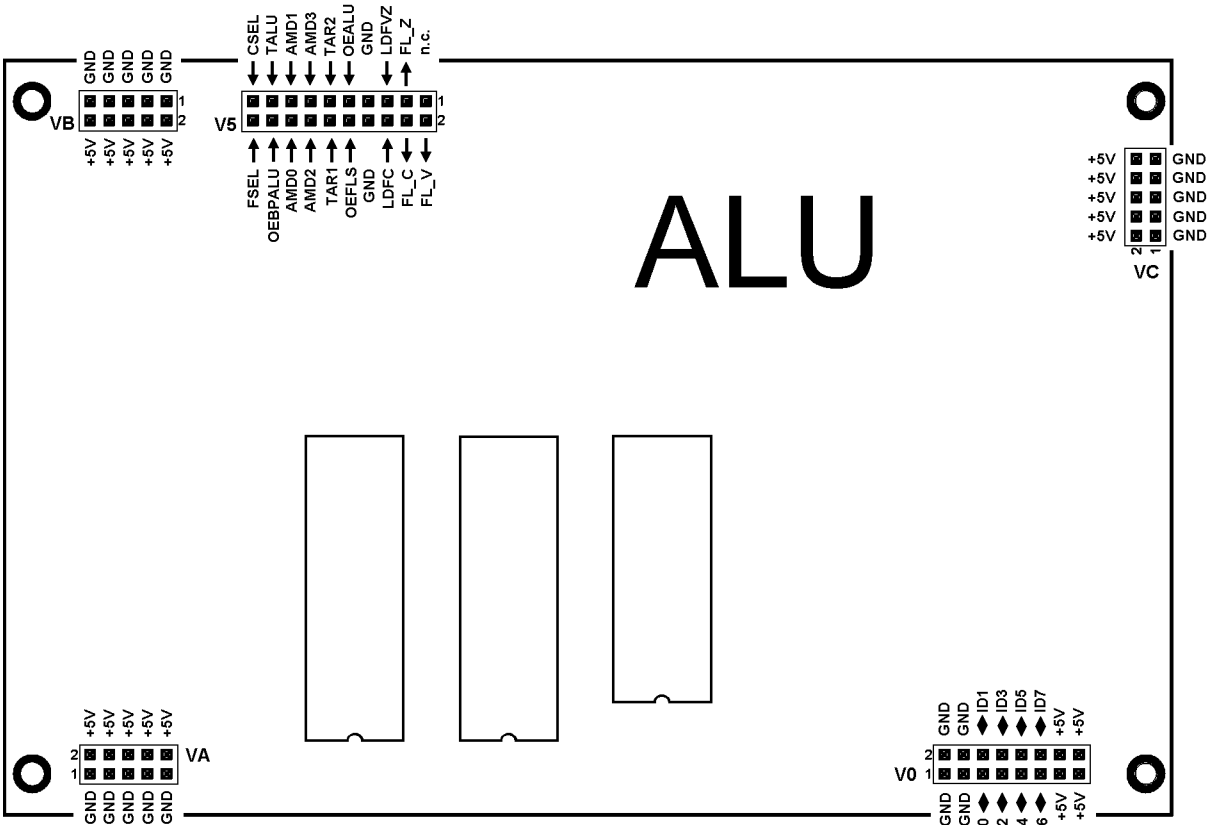 GND GND GND GND GND
1
VB 2
+5V +5V +5V +5V +5V
CSEL TALU AMD1 AMD3 TAR2 OEALU GND LDFVZ FL_Z n.c.
1
V5 2
FSEL OEBPALU AMD0 AMD2 TAR1 OEFLS GND LDFC FL_C FL_V
ALU
+5V GND
+5V GND
+5V GND
+5V GND
+5V GND
2 1
VC
+5V +5V +5V +5V +5V
2 VA
1
GND GND GND GND GND
GND GND ID1 ID3 ID5 ID7 +5V +5V
2
V0 1
GND GND 0 2 4 6 +5V +5V